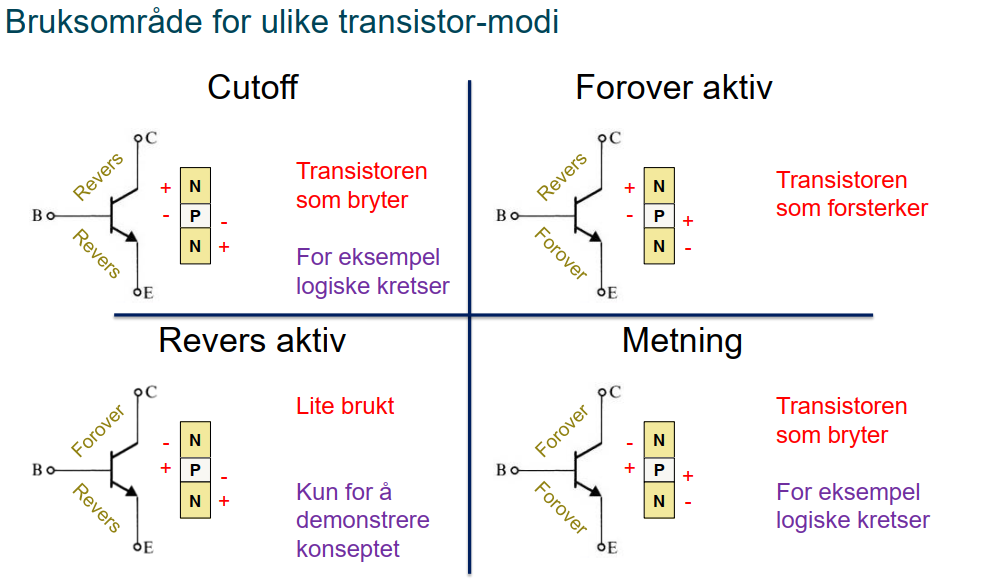 Bruksområde for ulike transistor-modi
Cutoff
C
Revers
B
Revers
E
+ N
- P -
N +
Transistoren
som bryter
For eksempel
logiske kretser
Forover aktiv
C
Revers
B
Forover
E
+ N
- P +
N -
Transistoren
som forsterker
Revers aktiv
C
Forover
B
Revers
E
- N
+ P -
N +
Lite brukt
Kun for å
demonstrere
konseptet
Metning
C
Forover
B
Forover
E
- N
+ P +
N -
Transistoren
som bryter
For eksempel
logiske kretser